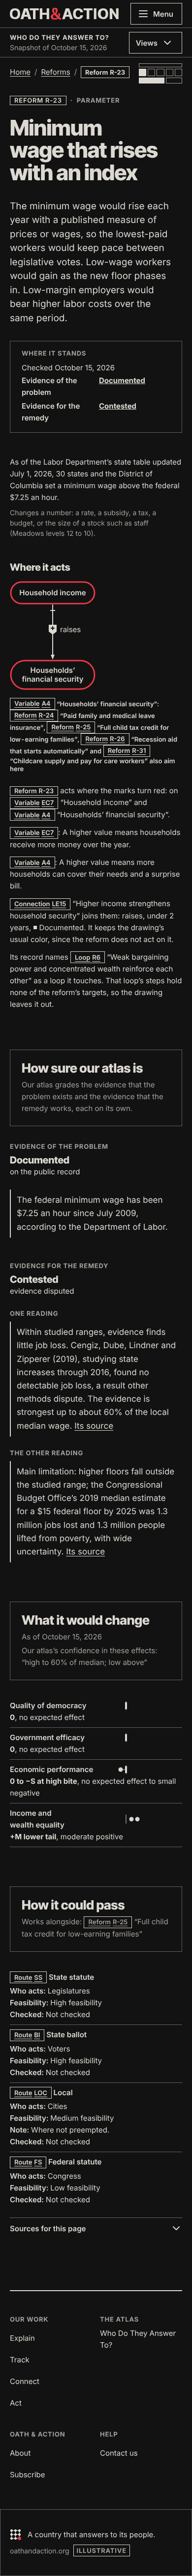 OATH&ACTION
Menu
WHO DO THEY ANSWER TO?
Snapshot of October 15, 2026
Views
Home / Reforms / Reform R-23
REFORM R-23 · PARAMETER
Minimum
wage that rises
with an index
The minimum wage would rise each
year with a published measure of
prices or wages, so the lowest-paid
workers would keep pace between
legislative votes. Low-wage workers
would gain as the floor moves over
the years, and low-margin employers
would bear higher labor costs over the
same period.
WHERE IT STANDS
Checked October 15, 2026
Evidence of the
problem
Documented
Evidence for the
remedy
Contested
As of the Labor Department's state table updated
July 1, 2026, 30 states and the District of
Columbia set a minimum wage above the federal
$7.25 an hour.
Changes a number: a rate, a subsidy, a tax, a
budget, or the size of a stock such as staff
(Meadows levels 12 to 10).
Where it acts
Household income
raises
Households'
financial security
Variable A4 "Households' financial security":
Reform R-24 "Paid family and medical leave
insurance", Reform R-25 "Full child tax credit for
low-earning families", Reform R-26 "Recession aid
that starts automatically" and Reform R-31
"Childcare supply and pay for careworkers" also aim
here
Reform R-23 acts where the marks turn red: on
Variable EC7 "Household income" and
Variable A4 "Households' financial security".
Variable EC7: A higher value means households
receive more money over the year.
Variable A4: A higher value means more
households can cover their needs and a surprise
bill.
Connection LE15 "Higher income strengthens
household security" joins them: raises, under 2
years, ■ Documented. It keeps the drawing's
usual color, since the reform does not act on it.
Its record names Loop R6 "Weak bargaining
power and concentrated wealth reinforce each
other" as a loop it touches. That loop's steps hold
none of the reform's targets, so the drawing
leaves it out.
How sure our atlas is
Our atlas grades the evidence that the
problem exists and the evidence that the
remedy works, each on its own.
EVIDENCE OF THE PROBLEM
Documented
on the public record
The federal minimum wage has been
$7.25 an hour since July 2009,
according to the Department of Labor.
EVIDENCE FOR THE REMEDY
Contested
evidence disputed
ONE READING
Within studied ranges, evidence finds
little job loss. Cengiz, Dube, Lindner and
Zipperer (2019), studying state
increases through 2016, found no
detectable job loss, a result other
methods dispute. The evidence is
strongest up to about 60% of the local
median wage. Its source
THE OTHER READING
Main limitation: higher floors fall outside
the studied range; the Congressional
Budget Office's 2019 median estimate
for a $15 federal floor by 2025 was 1.3
million jobs lost and 1.3 million people
lifted from poverty, with wide
uncertainty. Its source
What it would change
As of October 15, 2026
Our atlas's confidence in these effects:
"high to 60% of median; low above"
Quality of democracy
0, no expected effect
Government efficacy
0, no expected effect
Economic performance
0 to −S at high bite, no expected effect to small
negative
Income and
wealth equality
+M lower tail, moderate positive
How it could pass
Works alongside: Reform R-25 "Full child
tax credit for low-earning families"
Route SS State statute
Who acts: Legislatures
Feasibility: High feasibility
Checked: Not checked
Route BI State ballot
Who acts: Voters
Feasibility: High feasibility
Checked: Not checked
Route LOC Local
Who acts: Cities
Feasibility: Medium feasibility
Note: Where not preempted.
Checked: Not checked
Route FS Federal statute
Who acts: Congress
Feasibility: Low feasibility
Checked: Not checked
Sources for this page
OUR WORK
THE ATLAS
Explain
Who Do They Answer
To?
Track
Connect
Act
OATH & ACTION
HELP
About
Contact us
Subscribe
A country that answers to its people.
oathandaction.org ILLUSTRATIVE